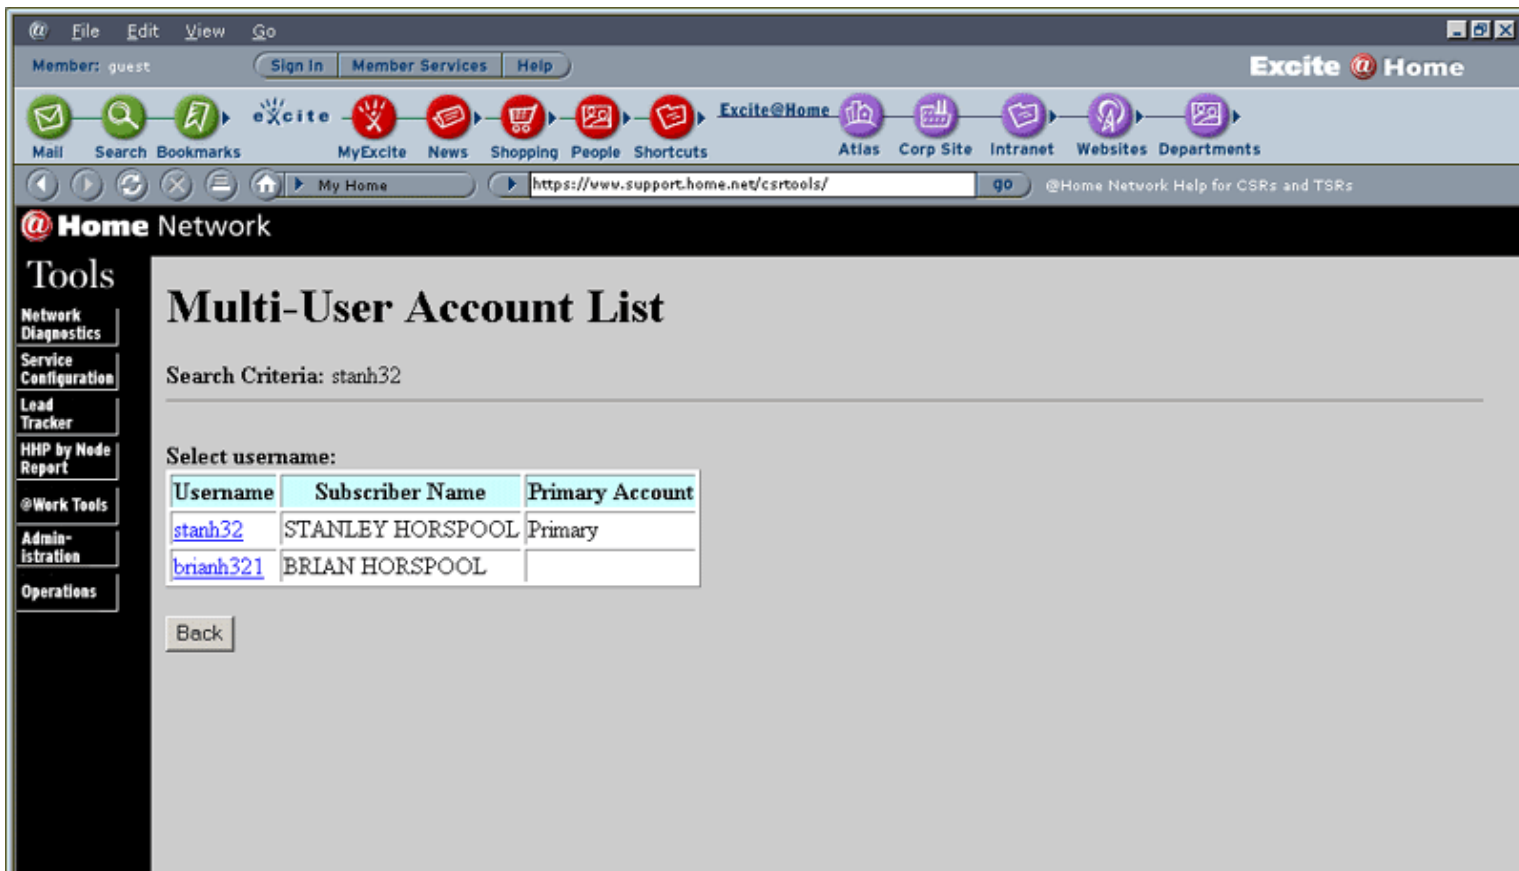 @ File Edit View Go
Member: guest Sign In Member Services Help Excite @ Home
excite Excite@Home
Mail Search Bookmarks MyExcite News Shopping People Shortcuts Atlas Corp Site Intranet Websites Departments
My Home https://www.support.home.net/csrtools/ go @Home Network Help for CSRs and TSRs
@ Home Network
Tools
Network
Diagnostics
Service
Configuration
Lead
Tracker
HHP by Node
Report
@Work Tools
Admin-
istration
Operations
Multi-User Account List
Search Criteria: stanh32
Select username:
Username Subscriber Name Primary Account
stanh32 STANLEY HORSPOOL Primary
brianh321 BRIAN HORSPOOL
Back